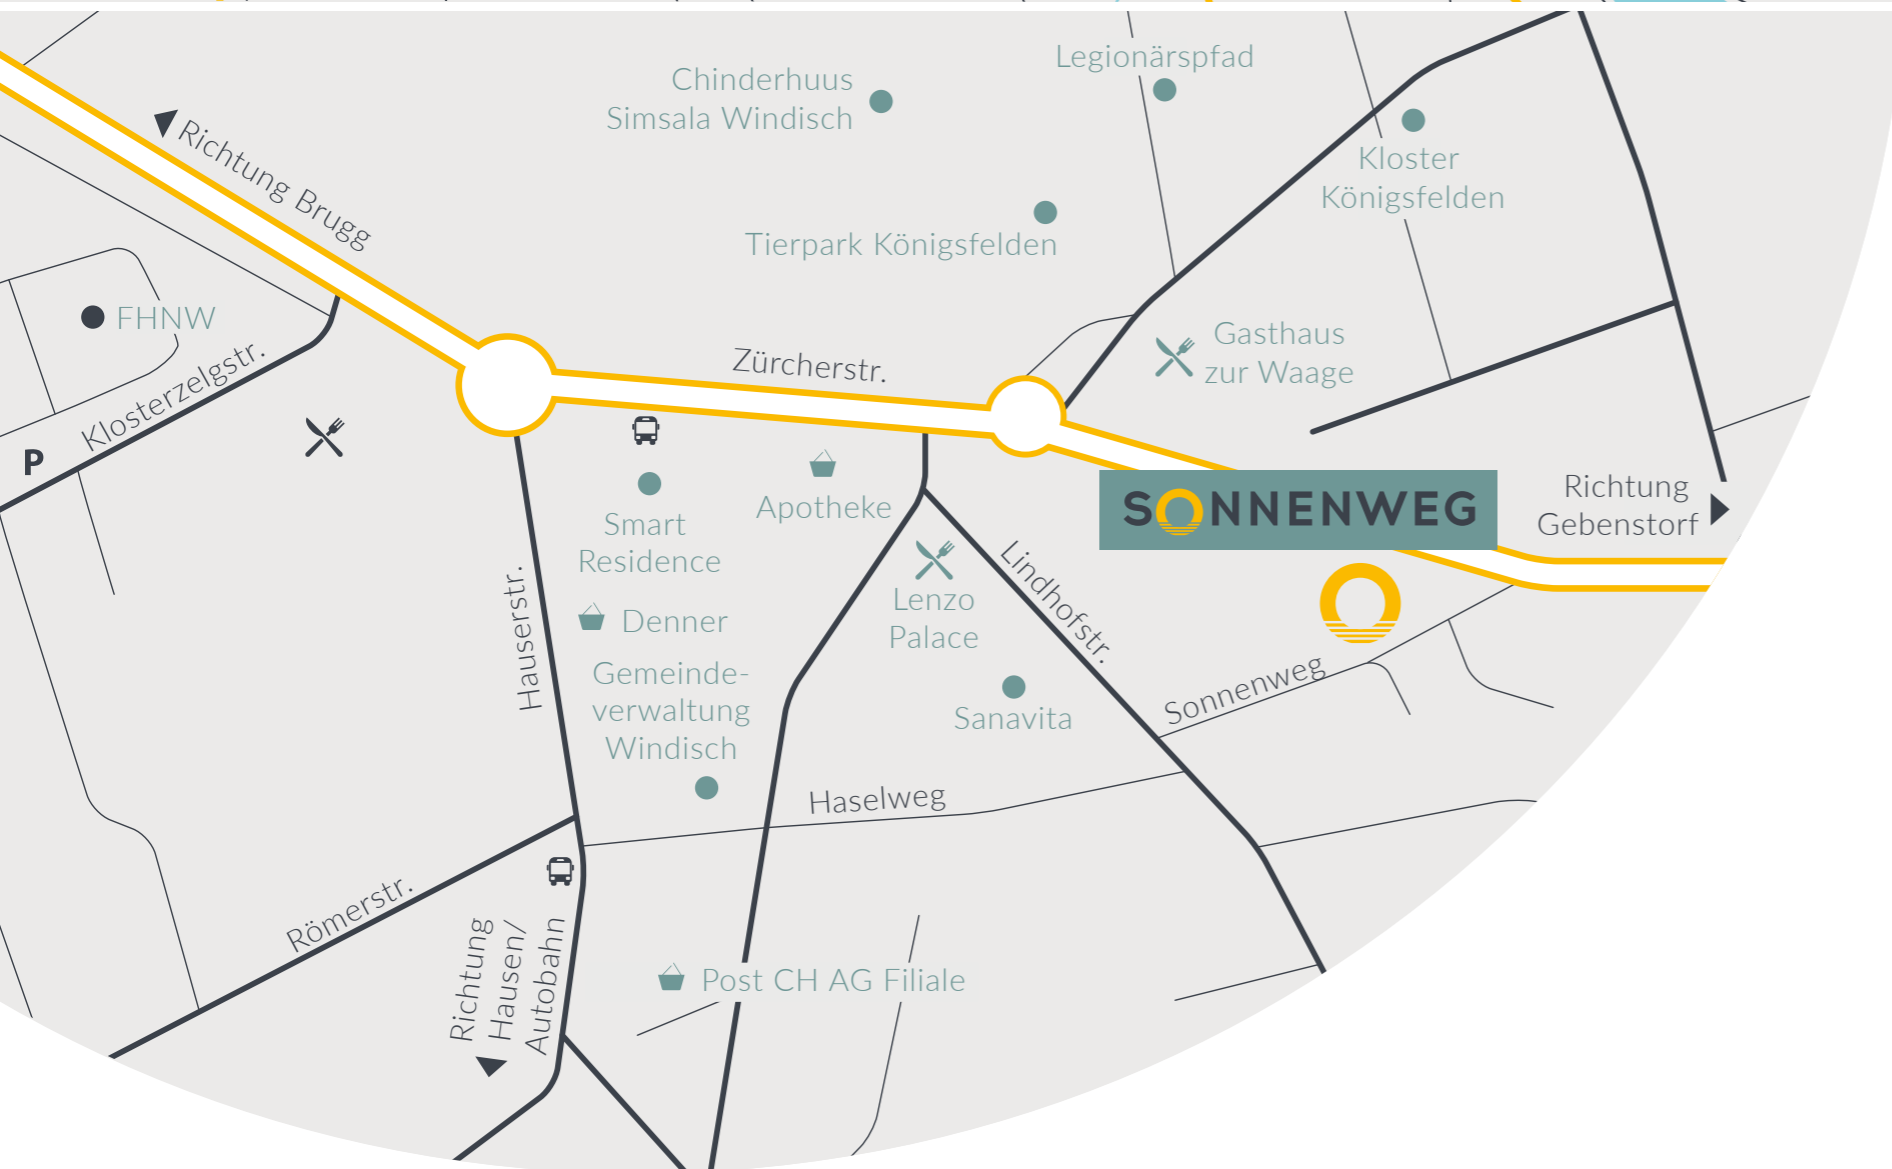 Legionärspfad
Chinderhuus
Simsala Windisch
Richtung Brugg
Kloster
Königsfelden
Tierpark Königsfelden
FHNW
Klosterzelgstr.
Zürcherstr.
Gasthaus
zur Waage
P
Apotheke
SONNENWEG
Richtung
Gebenstorf
Smart
Residence
Hauserstr.
Lenzo
Palace
Lindhofstr.
Denner
Gemeinde-
verwaltung
Windisch
Sanavita
Sonnenweg
Haselweg
Römerstr.
Richtung
Hausen/
Autobahn
Post CH AG Filiale